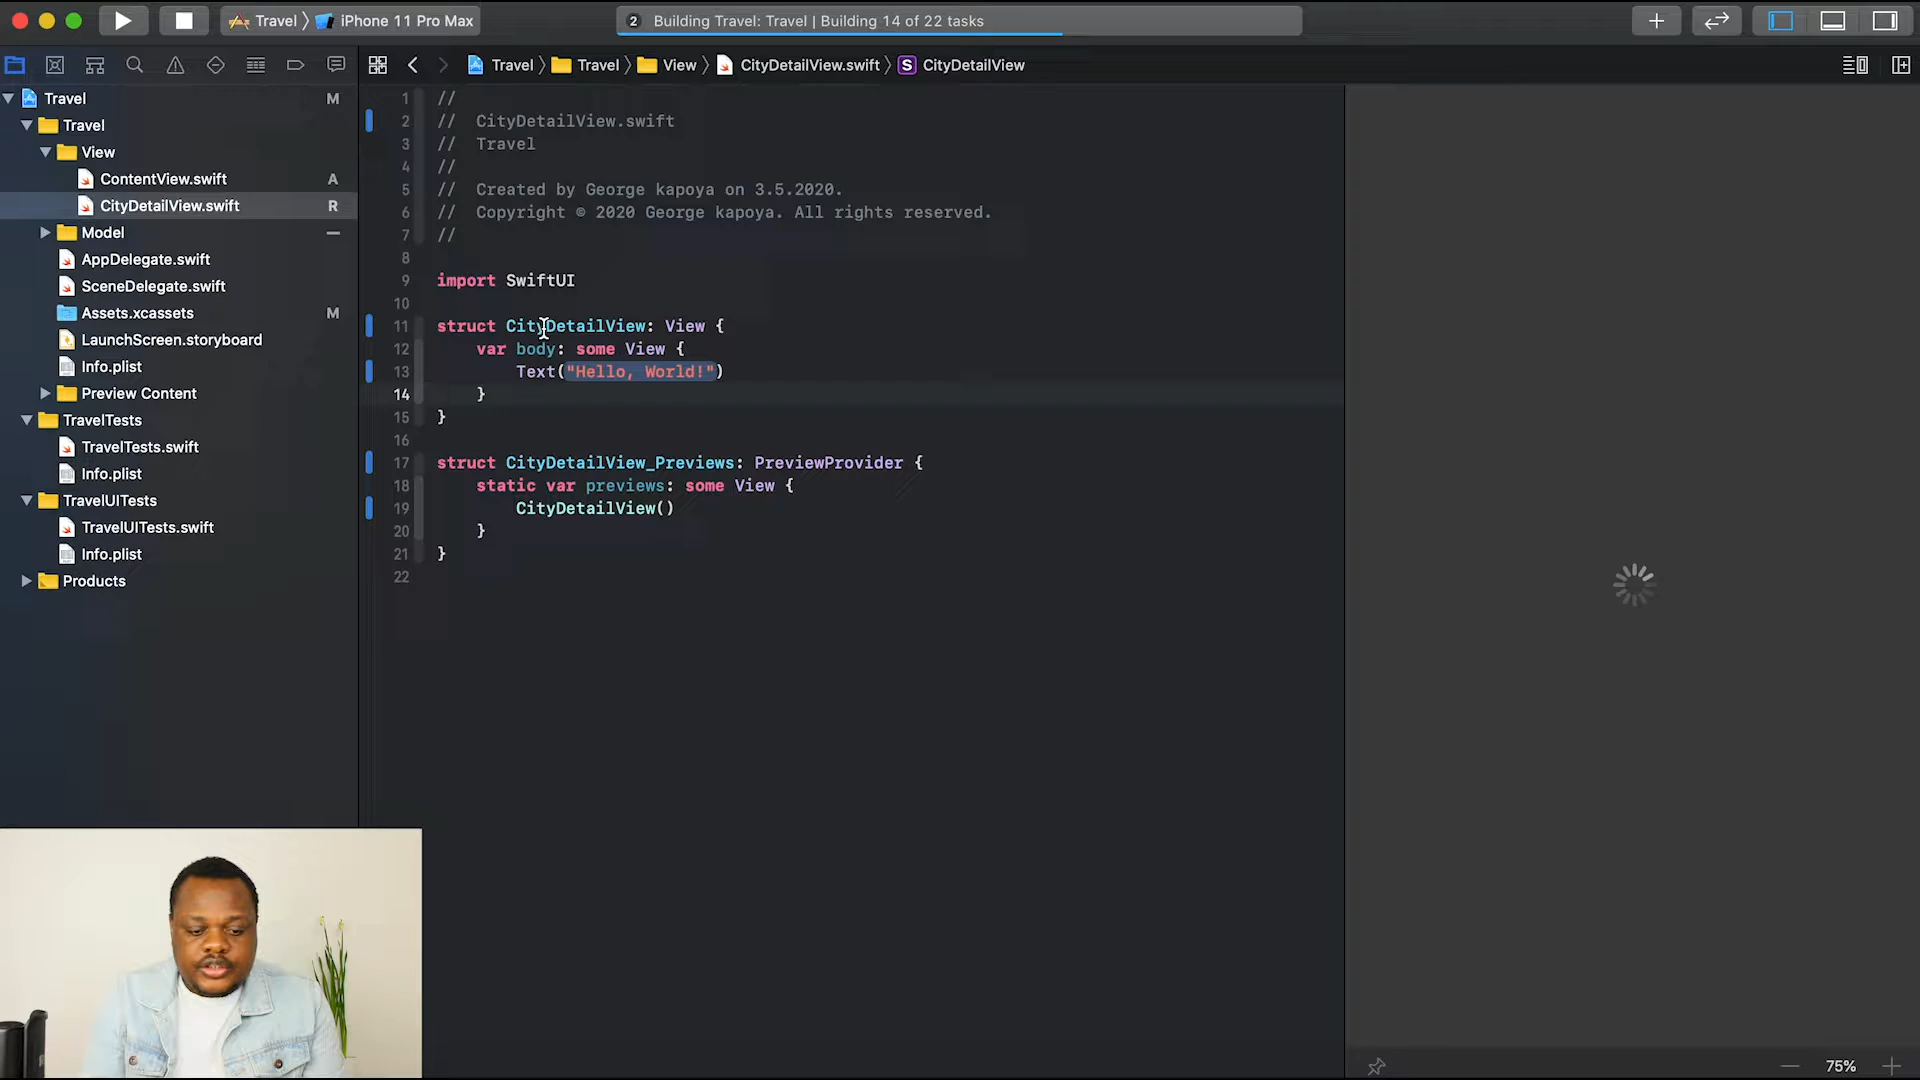 Travel 〉 iPhone 11 Pro Max
2 Building Travel: Travel | Building 14 of 22 tasks
Travel 〉 Travel 〉 View 〉 CityDetailView.swift 〉 S CityDetailView
Travel M
Travel
View
ContentView.swift A
CityDetailView.swift R
Model —
AppDelegate.swift
SceneDelegate.swift
Assets.xcassets M
LaunchScreen.storyboard
Info.plist
Preview Content
TravelTests
TravelTests.swift
Info.plist
TravelUITests
TravelUITests.swift
Info.plist
Products
1 //
2 // CityDetailView.swift
3 // Travel
4 //
5 // Created by George kapoya on 3.5.2020.
6 // Copyright © 2020 George kapoya. All rights reserved.
7 //
8
9 import SwiftUI
10
11 struct CityDetailView: View {
12 var body: some View {
13 Text("Hello, World!")
14 }
15 }
16
17 struct CityDetailView_Previews: PreviewProvider {
18 static var previews: some View {
19 CityDetailView()
20 }
21 }
22
75%